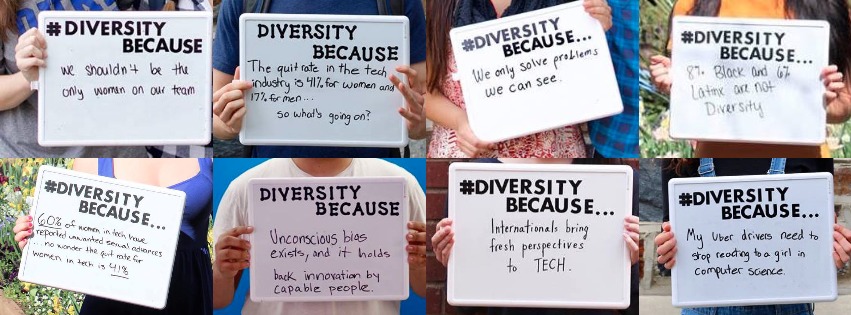 #DIVERSITY
BECAUSE
we shouldn't be the
only women on our team
DIVERSITY
BECAUSE
The quit rate in the tech
industry is 41% for women and
17% for men...
so what's going on?
#DIVERSITY
BECAUSE...
We only solve problems
we can see.
#DIVERSITY
BECAUSE...
8% Black and 6%
Latinx are not
Diversity
#DIVERSITY
BECAUSE...
60% of women in tech have
reported unwanted sexual advances
...no wonder the quit rate for
women in tech is 41%
DIVERSITY
BECAUSE
Unconscious bias
exists, and it holds
back innovation by
capable people.
#DIVERSITY
BECAUSE...
Internationals bring
fresh perspectives
to TECH.
#DIVERSITY
BECAUSE...
My Uber drivers need to
stop reacting to a girl in
computer science.